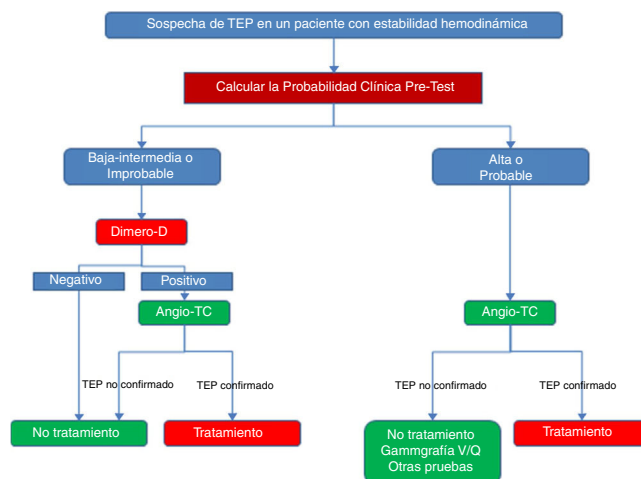 Sospecha de TEP en un paciente con estabilidad hemodinámica
Calcular la Probabilidad Clínica Pre-Test
Baja-intermedia o
Improbable
Alta o
Probable
Dimero-D
Negativo
Positivo
Angio-TC
Angio-TC
TEP no confirmado
TEP confirmado
TEP no confirmado
TEP confirmado
No tratamiento
Tratamiento
No tratamiento
Gammgrafía V/Q
Otras pruebas
Tratamiento